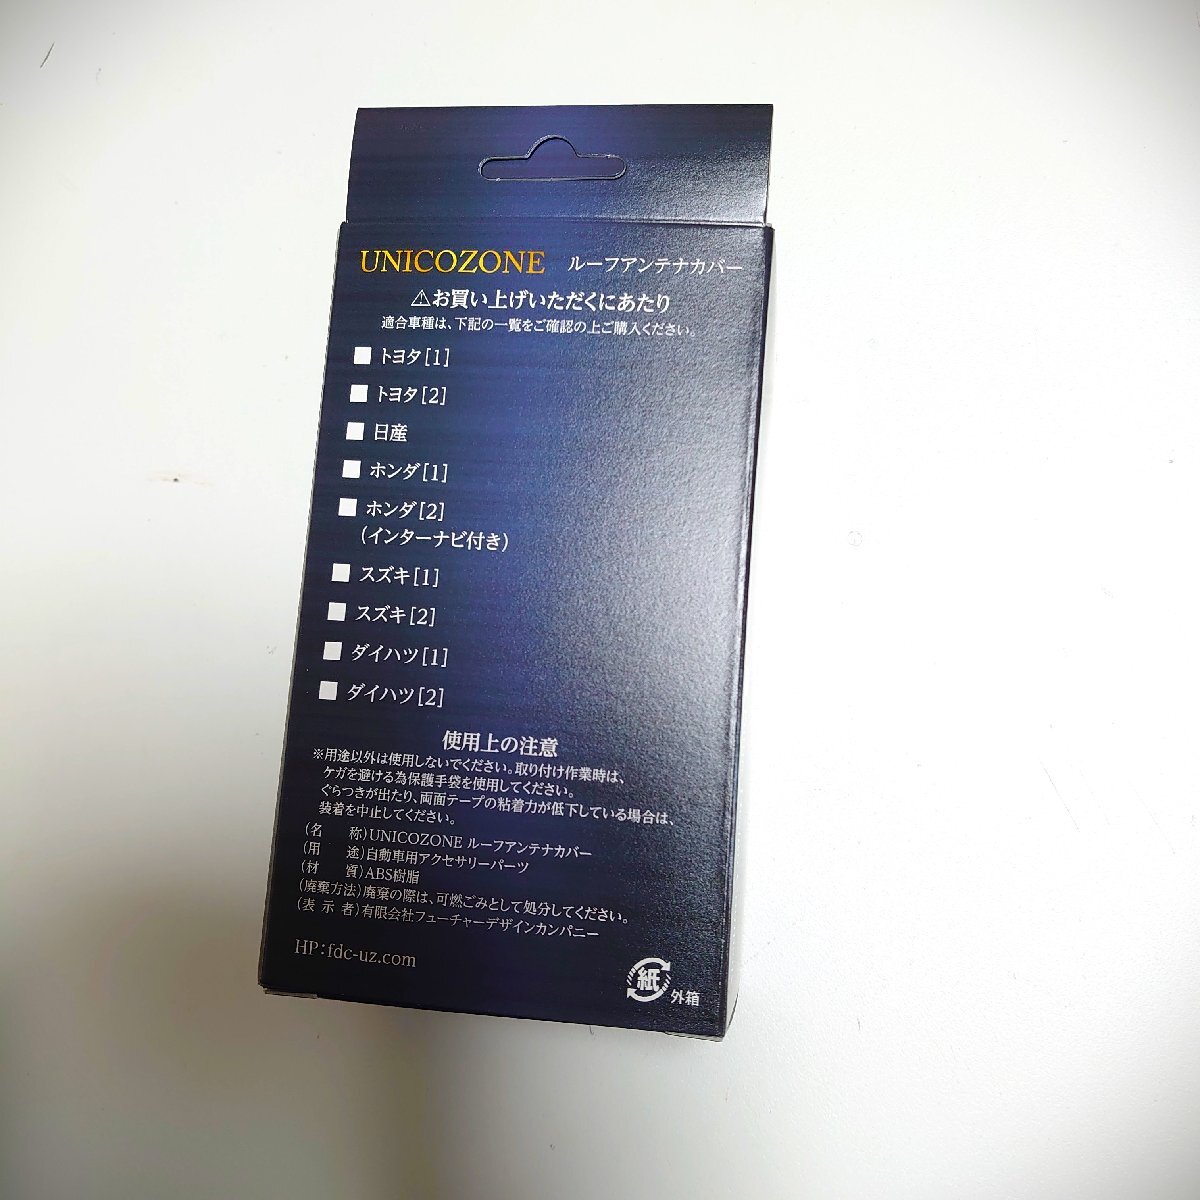 UNICOZONE ルーフアンテナカバー
⚠お買い上げいただくにあたり
適合車種は、下記の一覧をご確認の上ご購入ください。
■ トヨタ[1]
■ トヨタ[2]
■ 日産
■ ホンダ[1]
■ ホンダ[2]
(インターナビ付き)
■ スズキ[1]
■ スズキ[2]
■ ダイハツ[1]
■ ダイハツ[2]
使用上の注意
※用途以外は使用しないでください。取り付け作業時は、
ケガを避ける為保護手袋を使用してください。
ぐらつきが出たり、両面テープの粘着力が低下している場合は、
装着を中止してください。
(名　称)UNICOZONE ルーフアンテナカバー
(用　途)自動車用アクセサリーパーツ
(材　質)ABS樹脂
(廃棄方法)廃棄の際は、可燃ごみとして処分してください。
(表 示 者)有限会社フューチャーデザインカンパニー
HP:fdc-uz.com
紙 外箱